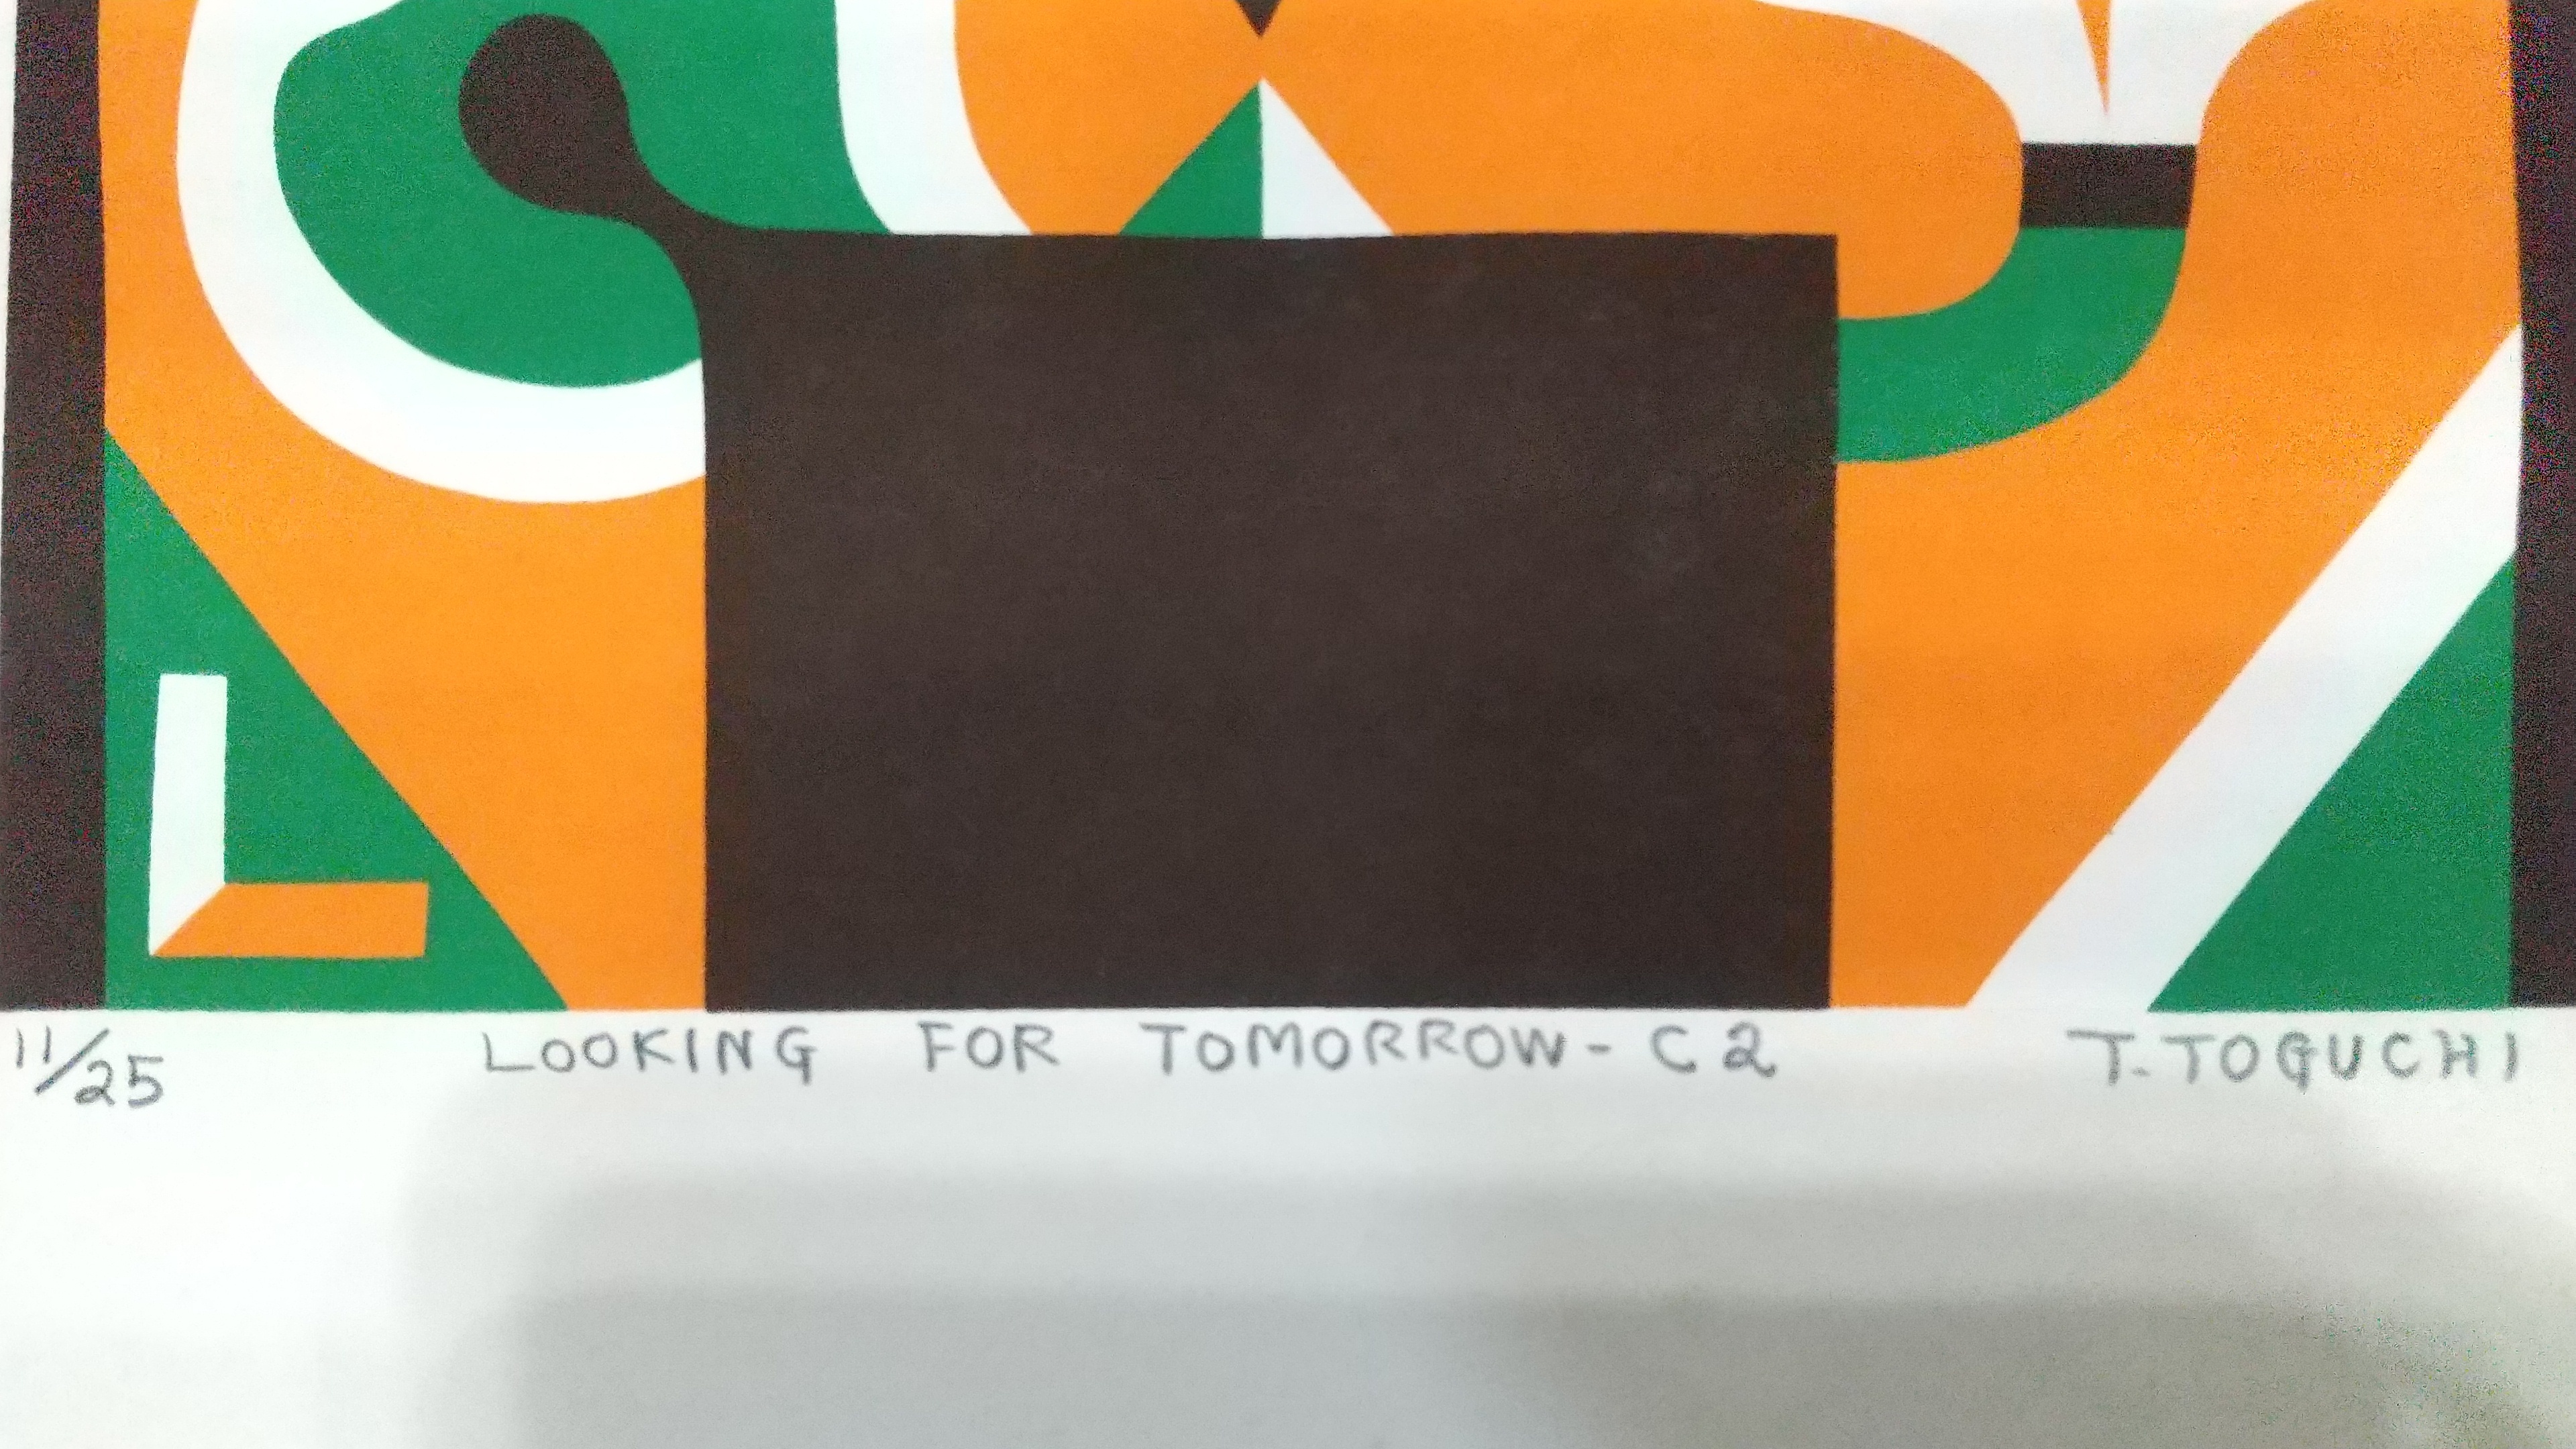 11/25 LOOKING FOR TOMORROW - C2 T. TOGUCHI